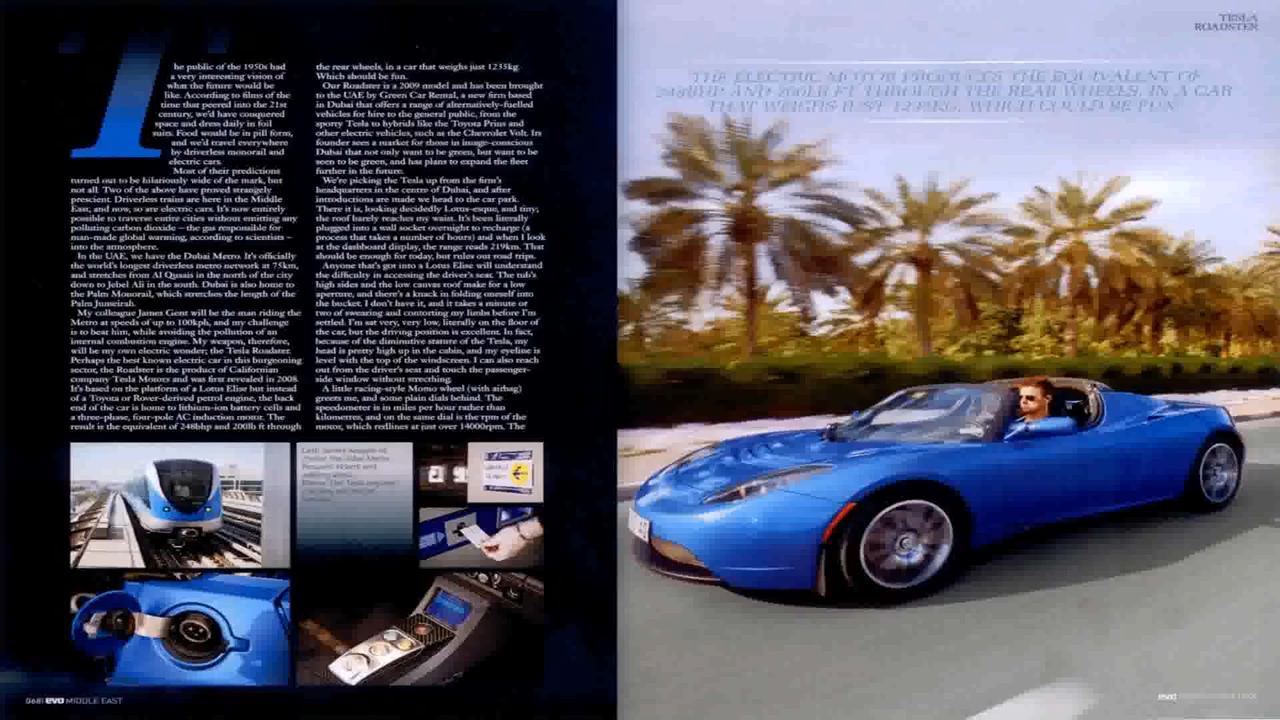 TESLA
ROADSTER
THE ELECTRIC MOTOR PRODUCES THE EQUIVALENT OF
248BHP AND 200LB FT THROUGH THE REAR WHEELS, IN A CAR
THAT WEIGHS JUST 1235KG. WHICH COULD BE FUN
The public of the 1950s had
a very interesting vision of
what the future would be
like. According to films of the
time that peered into the 21st
century, we'd have conquered
space and dress daily in foil
suits. Food would be in pill form,
and we'd travel everywhere
by driverless monorail and
electric cars.
Most of their predictions
turned out to be hilariously wide of the mark, but
not all. Two of the above have proved strangely
prescient. Driverless trains are here in the Middle
East, and now, so are electric cars. It's now entirely
possible to traverse entire cities without emitting any
polluting carbon dioxide – the gas responsible for
man-made global warming, according to scientists –
into the atmosphere.
In the UAE, we have the Dubai Metro. It's officially
the world's longest driverless metro network at 75km,
and stretches from Al Qusais in the north of the city
down to Jebel Ali in the south. Dubai is also home to
the Palm Monorail, which stretches the length of the
Palm Jumeirah.
My colleague James Gent will be the man riding the
Metro at speeds of up to 100kph, and my challenge
is to beat him, while avoiding the pollution of an
internal combustion engine. My weapon, therefore,
will be my own electric wonder; the Tesla Roadster.
Perhaps the best known electric car in this burgeoning
sector, the Roadster is the product of Californian
company Tesla Motors and was first revealed in 2008.
It's based on the platform of a Lotus Elise but instead
of a Toyota or Rover-derived petrol engine, the back
end of the car is home to lithium-ion battery cells and
a three-phase, four-pole AC induction motor. The
result is the equivalent of 248bhp and 200lb ft through
the rear wheels, in a car that weighs just 1235kg.
Which should be fun.
Our Roadster is a 2009 model and has been brought
to the UAE by Green Car Rental, a new firm based
in Dubai that offers a range of alternatively-fuelled
vehicles for hire to the general public, from the
sporty Tesla to hybrids like the Toyota Prius and
other electric vehicles, such as the Chevrolet Volt. Its
founder sees a market for those in image-conscious
Dubai that not only want to be green, but want to be
seen to be green, and has plans to expand the fleet
further in the future.
We're picking the Tesla up from the firm's
headquarters in the centre of Dubai, and after
introductions are made we head to the car park.
There it is, looking decidedly Lotus-esque, and tiny;
the roof barely reaches my waist. It's been literally
plugged into a wall socket overnight to recharge (a
process that takes a number of hours) and when I look
at the dashboard display, the range reads 219km. That
should be enough for today, but rules out road trips.
Anyone that's got into a Lotus Elise will understand
the difficulty in accessing the driver's seat. The tub's
high sides and the low canvas roof make for a low
aperture, and there's a knack in folding oneself into
the bucket. I don't have it, and it takes a minute or
two of swearing and contorting my limbs before I'm
settled. I'm sat very, very low, literally on the floor of
the car, but the driving position is excellent. In fact,
because of the diminutive stature of the Tesla, my
head is pretty high up in the cabin, and my eyeline is
level with the top of the windscreen. I can also reach
out from the driver's seat and touch the passenger-
side window without stretching.
A little racing-style Momo wheel (with airbag)
greets me, and some plain dials behind. The
speedometer is in miles per hour rather than
kilometres, and on the same dial is the rpm of the
motor, which redlines at just over 14000rpm. The
068 evo MIDDLE EAST
evo